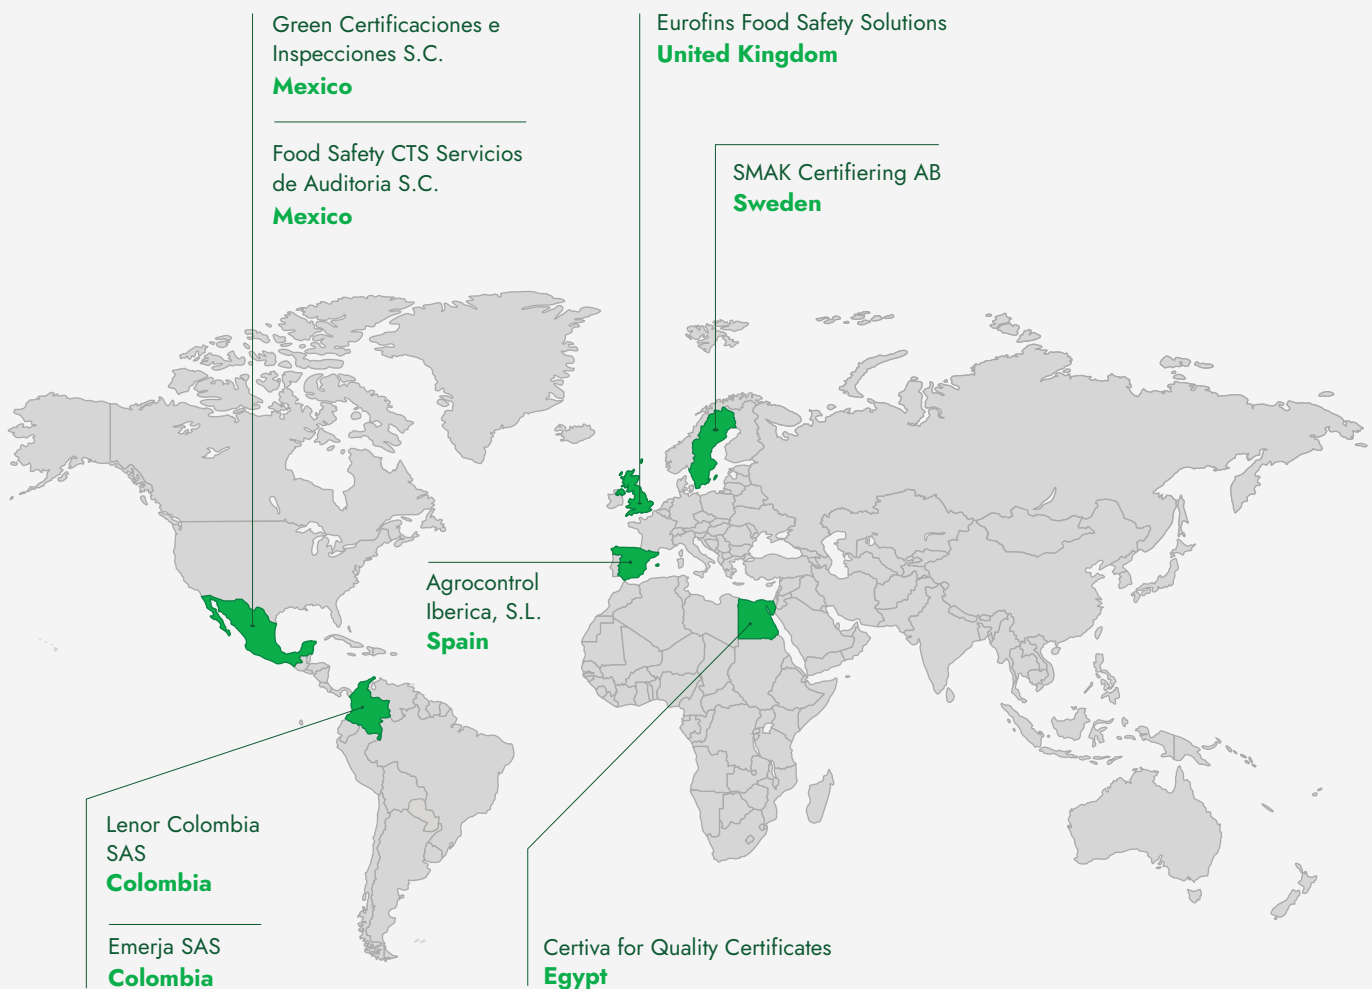 Green Certificaciones e
Inspecciones S.C.
Mexico
Food Safety CTS Servicios
de Auditoria S.C.
Mexico
Eurofins Food Safety Solutions
United Kingdom
SMAK Certifiering AB
Sweden
Agrocontrol
Iberica, S.L.
Spain
Lenor Colombia
SAS
Colombia
Emerja SAS
Colombia
Certiva for Quality Certificates
Egypt